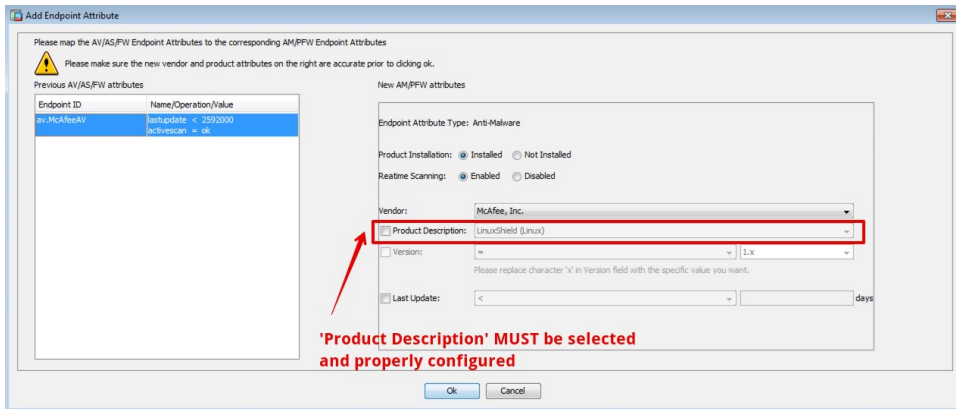 Add Endpoint Attribute
Please map the AV/AS/FW Endpoint Attributes to the corresponding AM/PFW Endpoint Attributes
Please make sure the new vendor and product attributes on the right are accurate prior to clicking ok.
Previous AV/AS/FW attributes
Endpoint ID Name/Operation/Value
av.McAfeeAV lastupdate < 2592000
activescan = ok
New AM/PFW attributes
Endpoint Attribute Type: Anti-Malware
Product Installation: Installed Not Installed
Reatime Scanning: Enabled Disabled
Vendor: McAfee, Inc.
Product Description: LinuxShield (Linux)
Version: = 1.x
Please replace character 'x' in Version field with the specific value you want.
Last Update: < days
'Product Description' MUST be selected
and properly configured
Ok Cancel